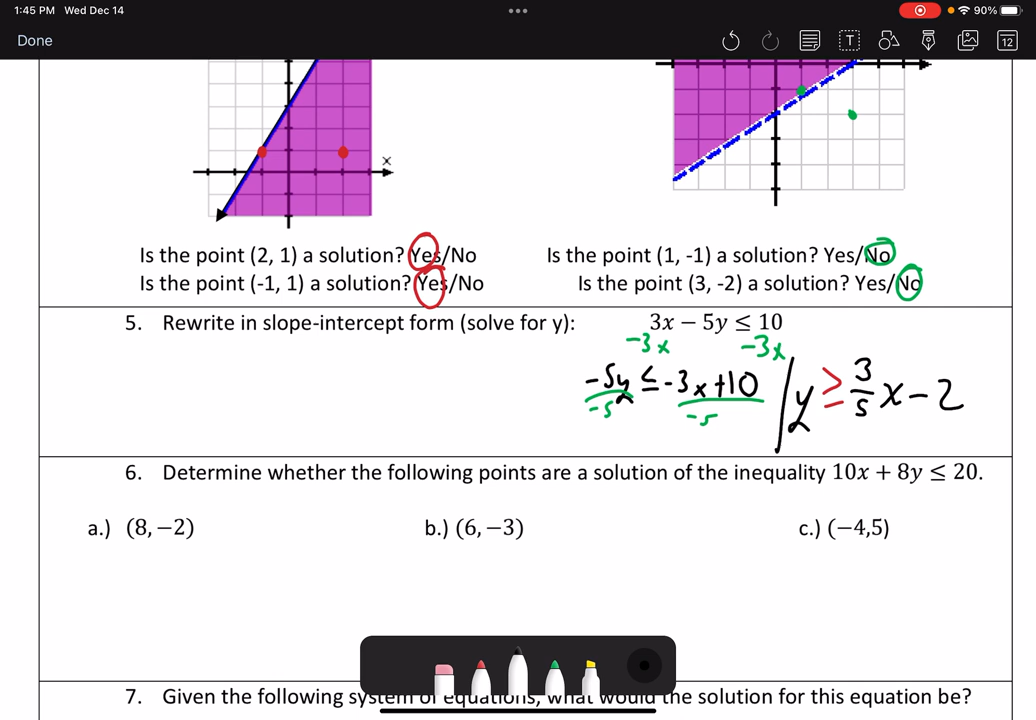 1:45 PM Wed Dec 14
90%
Done
T
12
x
Is the point (2, 1) a solution? Yes/No
Is the point (-1, 1) a solution? Yes/No
Is the point (1, -1) a solution? Yes/No
Is the point (3, -2) a solution? Yes/No
5. Rewrite in slope-intercept form (solve for y): 3x − 5y ≤ 10
-3x -3x
-5y ≤ -3x+10 / y ≥ 3/5 x - 2
-5 -5
6. Determine whether the following points are a solution of the inequality 10x + 8y ≤ 20.
a.) (8, −2) b.) (6, −3) c.) (−4,5)
7. Given the following system of equations, what would the solution for this equation be?